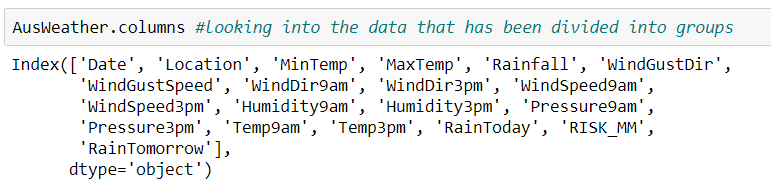 AusWeather.columns #looking into the data that has been divided into groups
Index(['Date', 'Location', 'MinTemp', 'MaxTemp', 'Rainfall', 'WindGustDir',
'WindGustSpeed', 'WindDir9am', 'WindDir3pm', 'WindSpeed9am',
'WindSpeed3pm', 'Humidity9am', 'Humidity3pm', 'Pressure9am',
'Pressure3pm', 'Temp9am', 'Temp3pm', 'RainToday', 'RISK_MM',
'RainTomorrow'],
dtype='object')